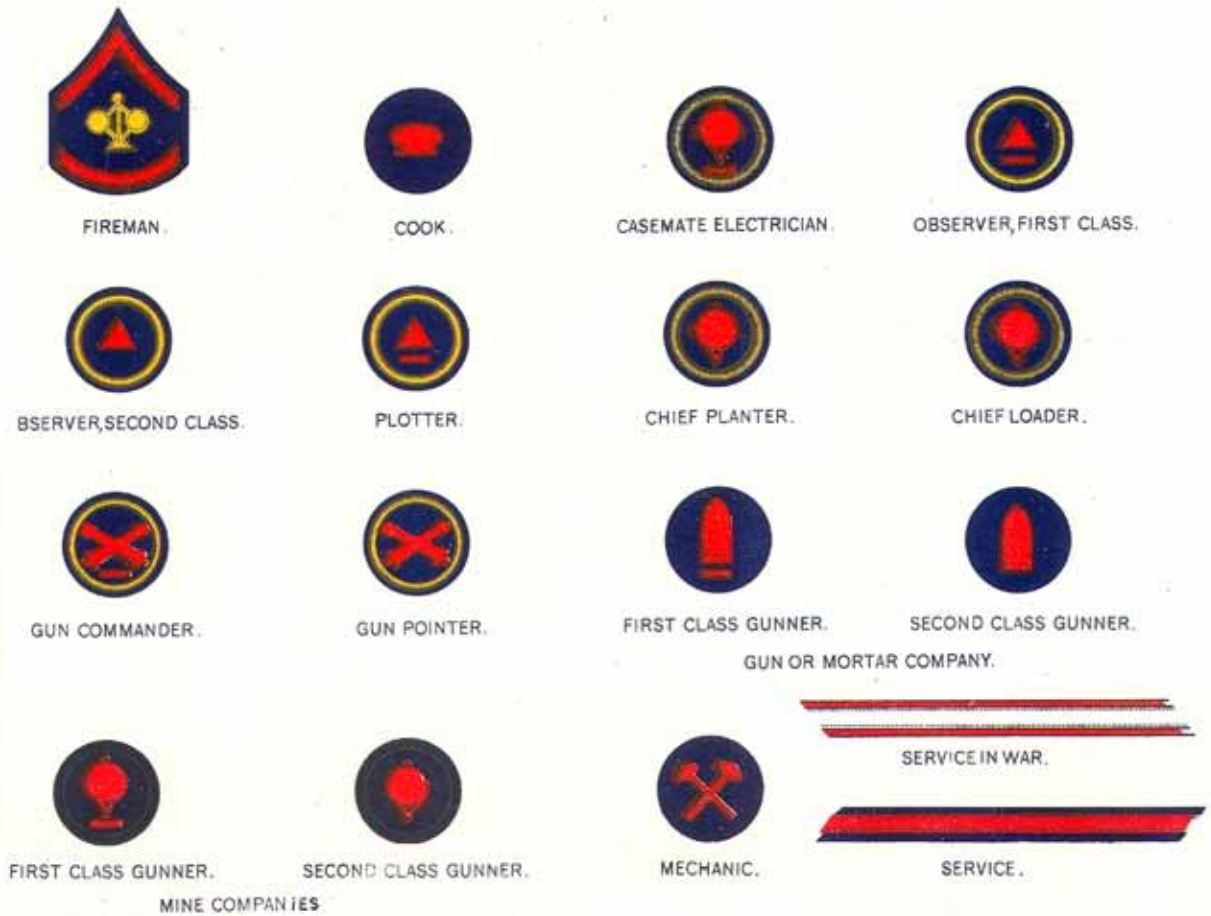 FIREMAN.
COOK.
CASEMATE ELECTRICIAN.
OBSERVER, FIRST CLASS.
BSERVER, SECOND CLASS.
PLOTTER.
CHIEF PLANTER.
CHIEF LOADER.
GUN COMMANDER.
GUN POINTER.
FIRST CLASS GUNNER.
SECOND CLASS GUNNER.
GUN OR MORTAR COMPANY.
SERVICE IN WAR.
FIRST CLASS GUNNER.
SECOND CLASS GUNNER.
MECHANIC.
SERVICE.
MINE COMPANIES